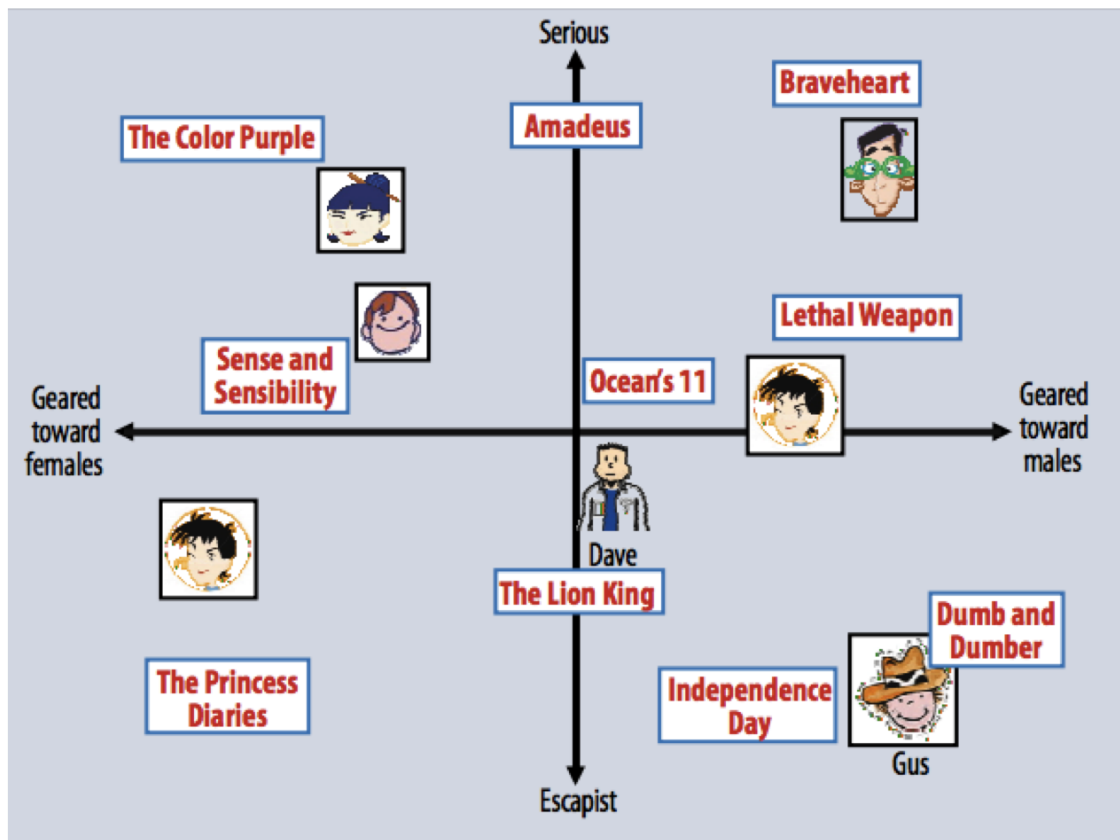 Serious
Braveheart
Amadeus
The Color Purple
Lethal Weapon
Sense and
Sensibility
Ocean's 11
Geared
toward
females
Geared
toward
males
Dave
The Lion King
Dumb and
Dumber
The Princess
Diaries
Independence
Day
Gus
Escapist